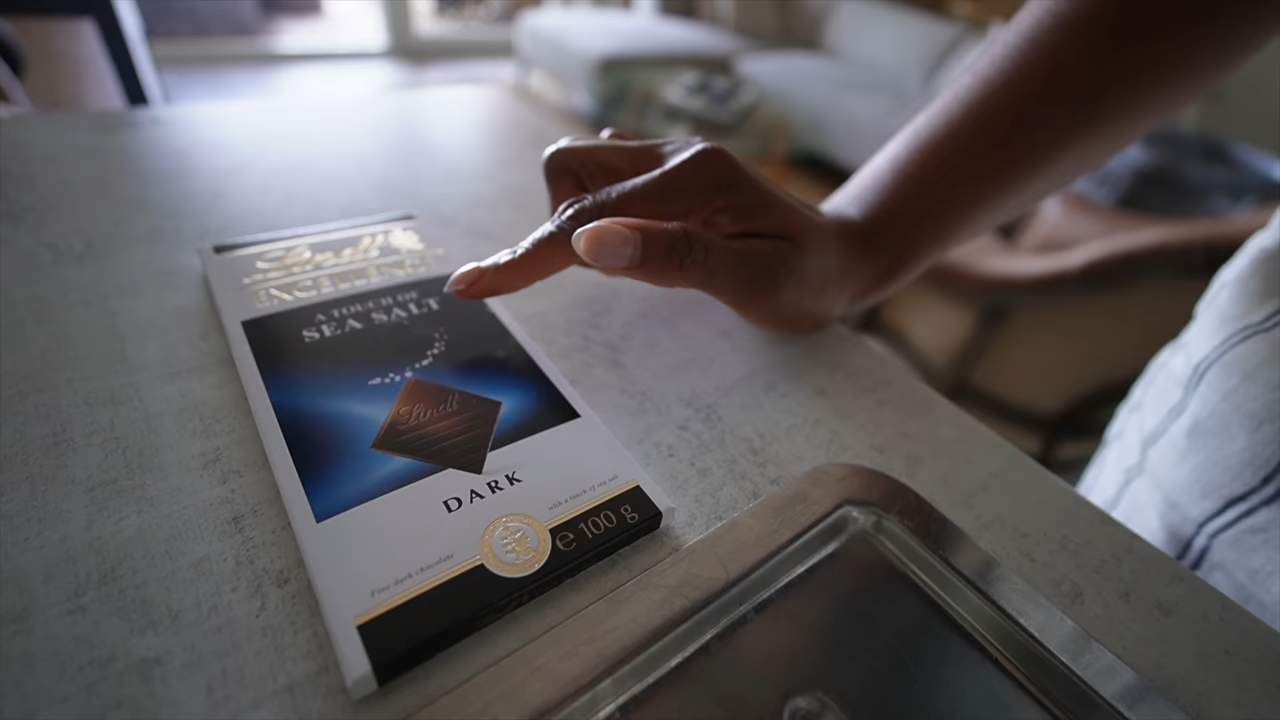 Lindt
EXCELLENCE
A TOUCH OF
SEA SALT
Lindt
DARK
with a touch of sea salt
Fine dark chocolate
℮ 100 g